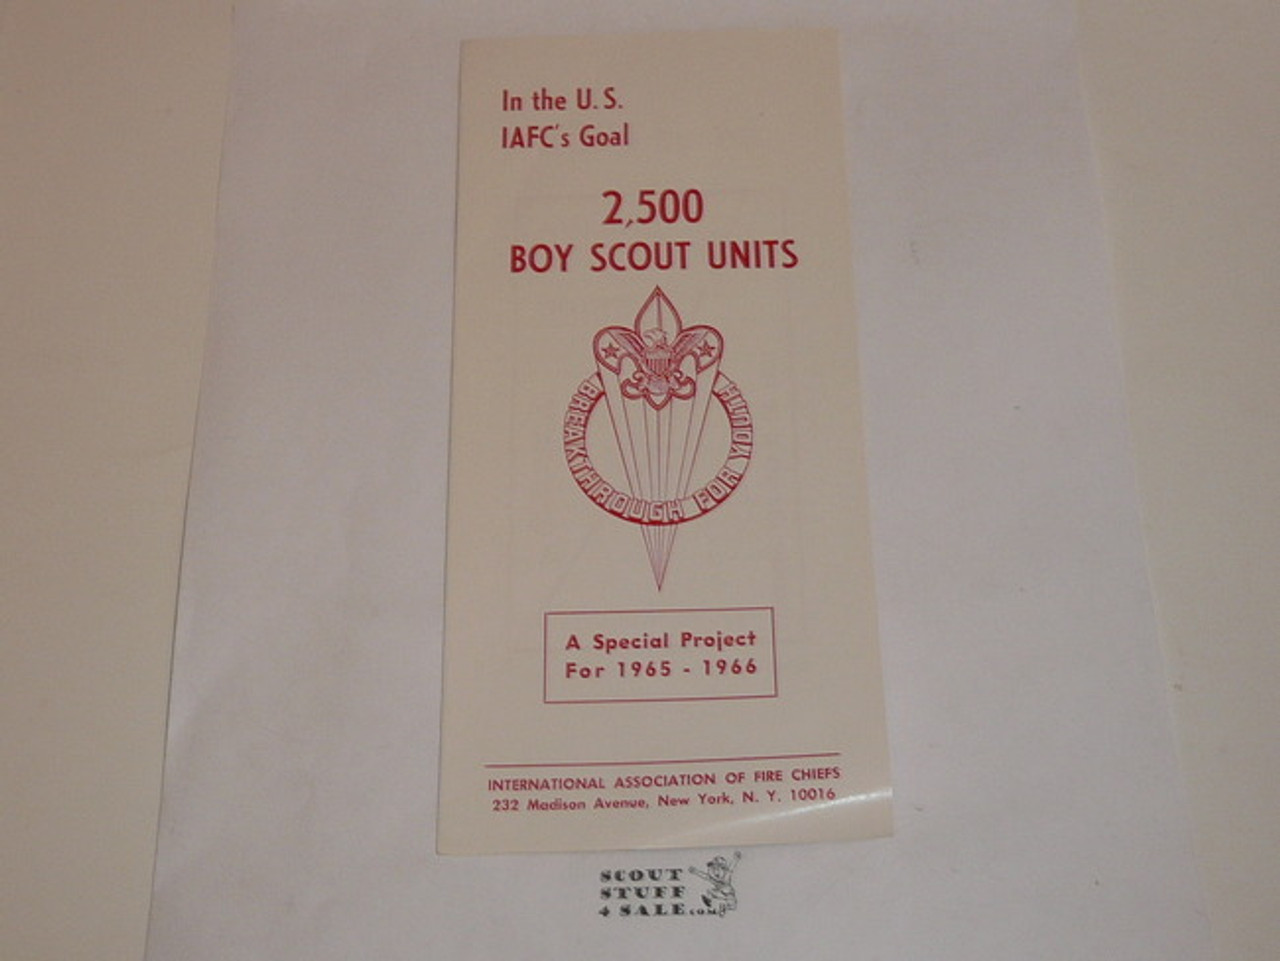 In the U. S.
IAFC's Goal
2,500
BOY SCOUT UNITS
BREAKTHROUGH FOR YOUTH
A Special Project
For 1965 - 1966
INTERNATIONAL ASSOCIATION OF FIRE CHIEFS
232 Madison Avenue, New York, N. Y. 10016
SCOUT
STUFF
4 SALE.COM